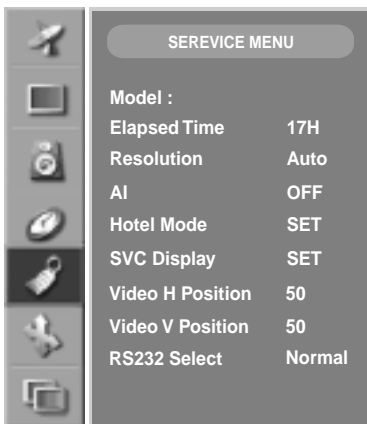 SEREVICE MENU
Model :
Elapsed Time 17H
Resolution Auto
AI OFF
Hotel Mode SET
SVC Display SET
Video H Position 50
Video V Position 50
RS232 Select Normal